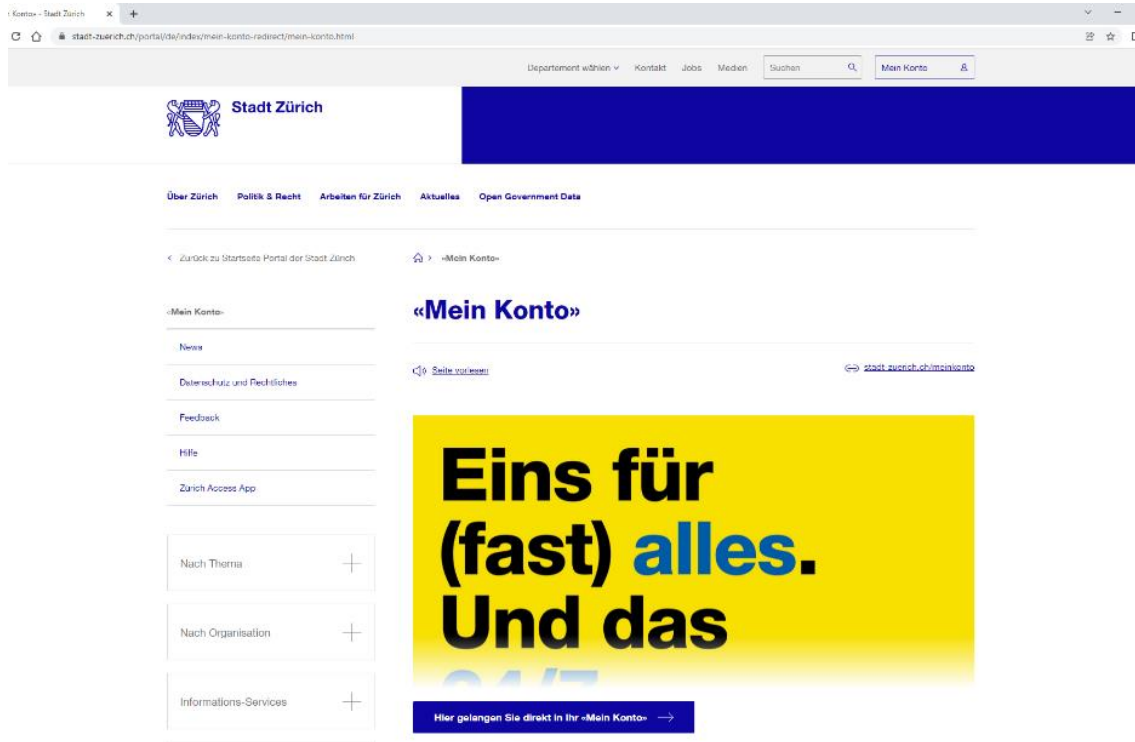 Konto» - Stadt Zürich
stadt-zuerich.ch/portal/de/index/mein-konto-redirect/mein-konto.html
Departement wählen Kontakt Jobs Medien Suchen Mein Konto
Stadt Zürich
Über Zürich Politik & Recht Arbeiten für Zürich Aktuelles Open Government Data
Zurück zu Startseite Portal der Stadt Zürich
«Mein Konto»
«Mein Konto»
«Mein Konto»
News
Seite vorlesen
stadt-zuerich.ch/meinkonto
Datenschutz und Rechtliches
Feedback
Hilfe
Zürich Access App
Nach Thema
Nach Organisation
Informations-Services
Eins für
(fast) alles.
Und das
24/7
Hier gelangen Sie direkt in Ihr «Mein Konto»